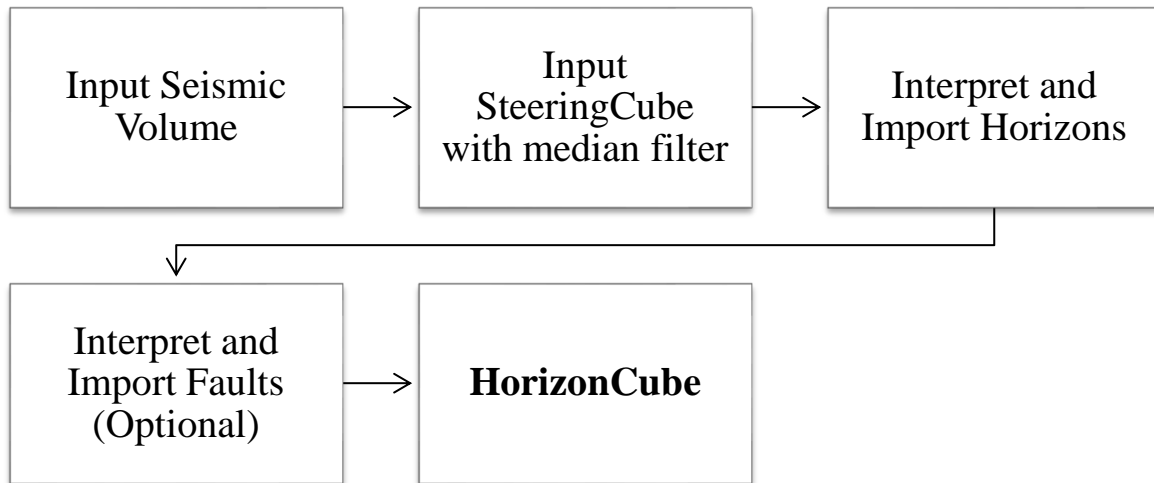 Input Seismic
Volume
Input
SteeringCube
with median filter
Interpret and
Import Horizons
Interpret and
Import Faults
(Optional)
HorizonCube